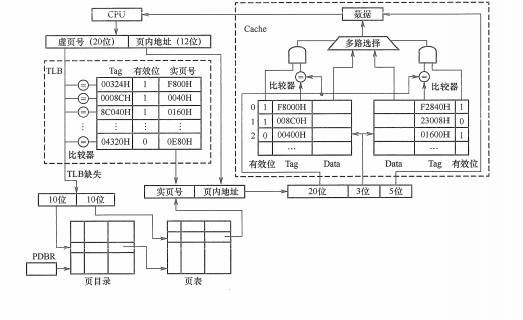 CPU
数据
Cache
虚页号 (20位) 页内地址 (12位)
多路选择
TLB
Tag 有效位 实页号
= 00324H 1 F800H
= 0008CH 1 0040H
= 8C040H 1 0160H
⋮ ⋮ ⋮ ⋮
= 04320H 0 0E80H
比较器
比较器 比较器
0 1 F8000H F2840H 1
1 1 008C0H 23008H 0
2 0 00400H 01600H 1
… …
有效位 Tag Data Data Tag 有效位
TLB缺失
实页号 页内地址 20位 3位 5位
10位 10位
PDBR
页目录 页表